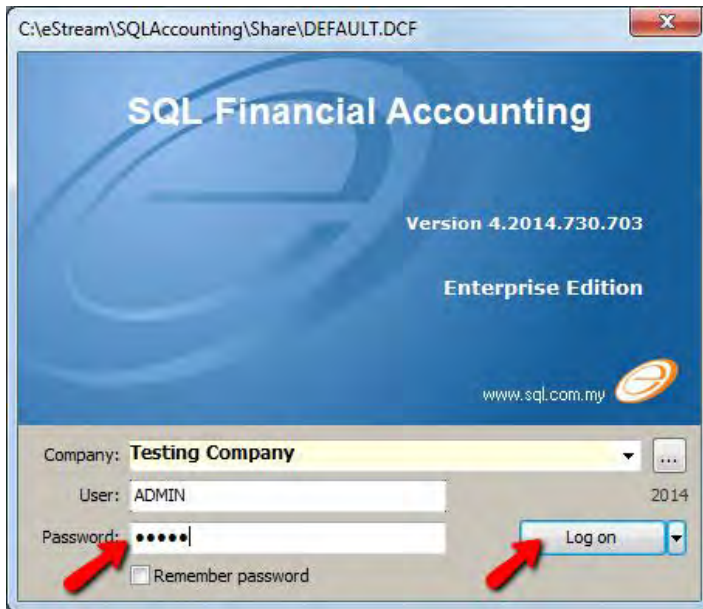 C:\eStream\SQLAccounting\Share\DEFAULT.DCF
SQL Financial Accounting
Version 4.2014.730.703
Enterprise Edition
www.sql.com.my
Company: Testing Company ...
User: ADMIN 2014
Password: ●●●●● Log on
Remember password